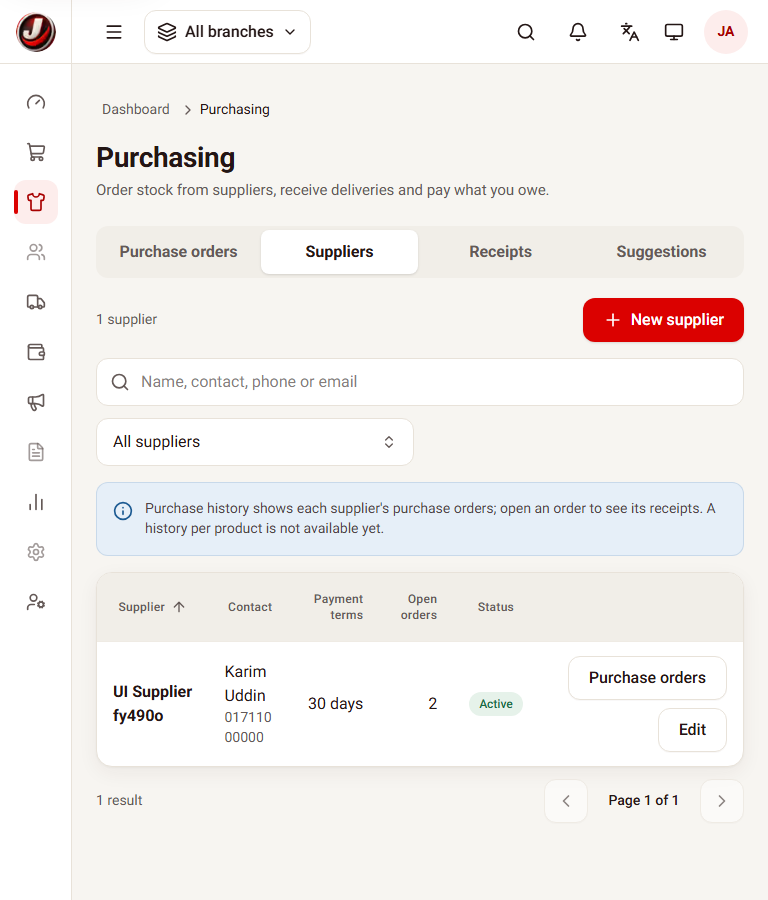 J
All branches
JA
Dashboard
Purchasing
Purchasing
Order stock from suppliers, receive deliveries and pay what you owe.
Purchase orders
Suppliers
Receipts
Suggestions
1 supplier
New supplier
Name, contact, phone or email
All suppliers
Purchase history shows each supplier's purchase orders; open an order to see its receipts. A
history per product is not available yet.
Supplier
Contact
Payment
terms
Open
orders
Status
UI Supplier
fy490o
Karim
Uddin
017110
00000
30 days
2
Active
Purchase orders
Edit
1 result
Page 1 of 1